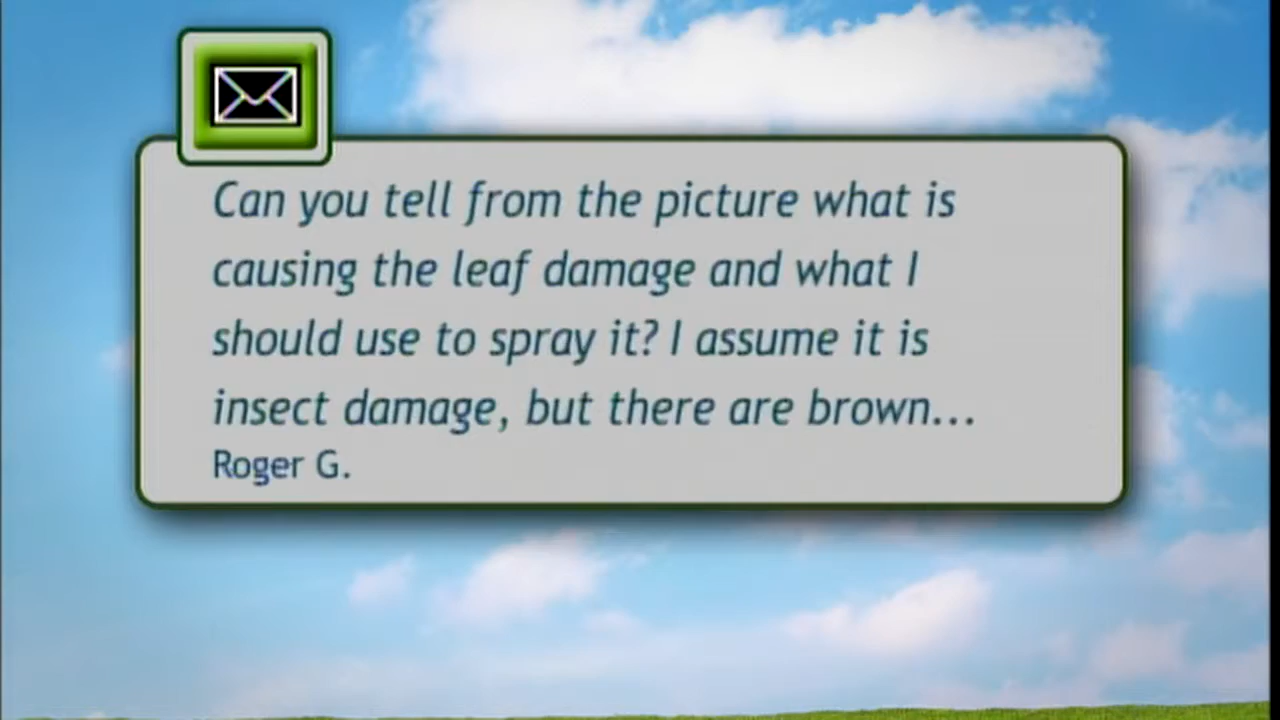 Can you tell from the picture what is
causing the leaf damage and what I
should use to spray it? I assume it is
insect damage, but there are brown...
Roger G.